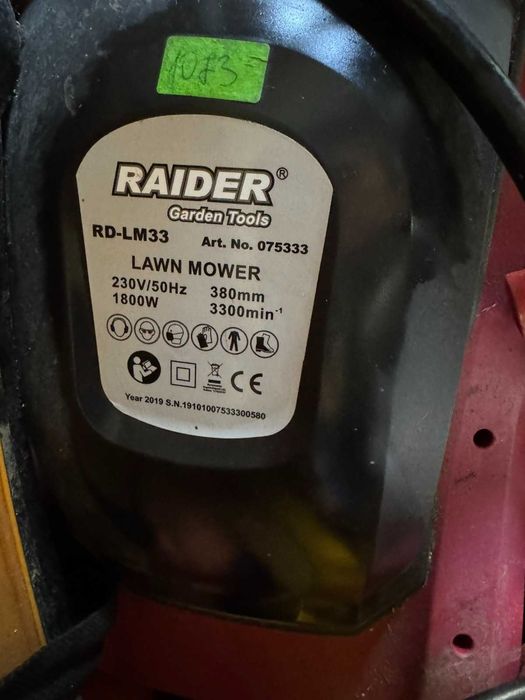 RAIDER®
Garden Tools
RD-LM33 Art. No. 075333
LAWN MOWER
230V/50Hz 380mm
1800W 3300min⁻¹
CE
Year 2019 S.N.19101007533300580